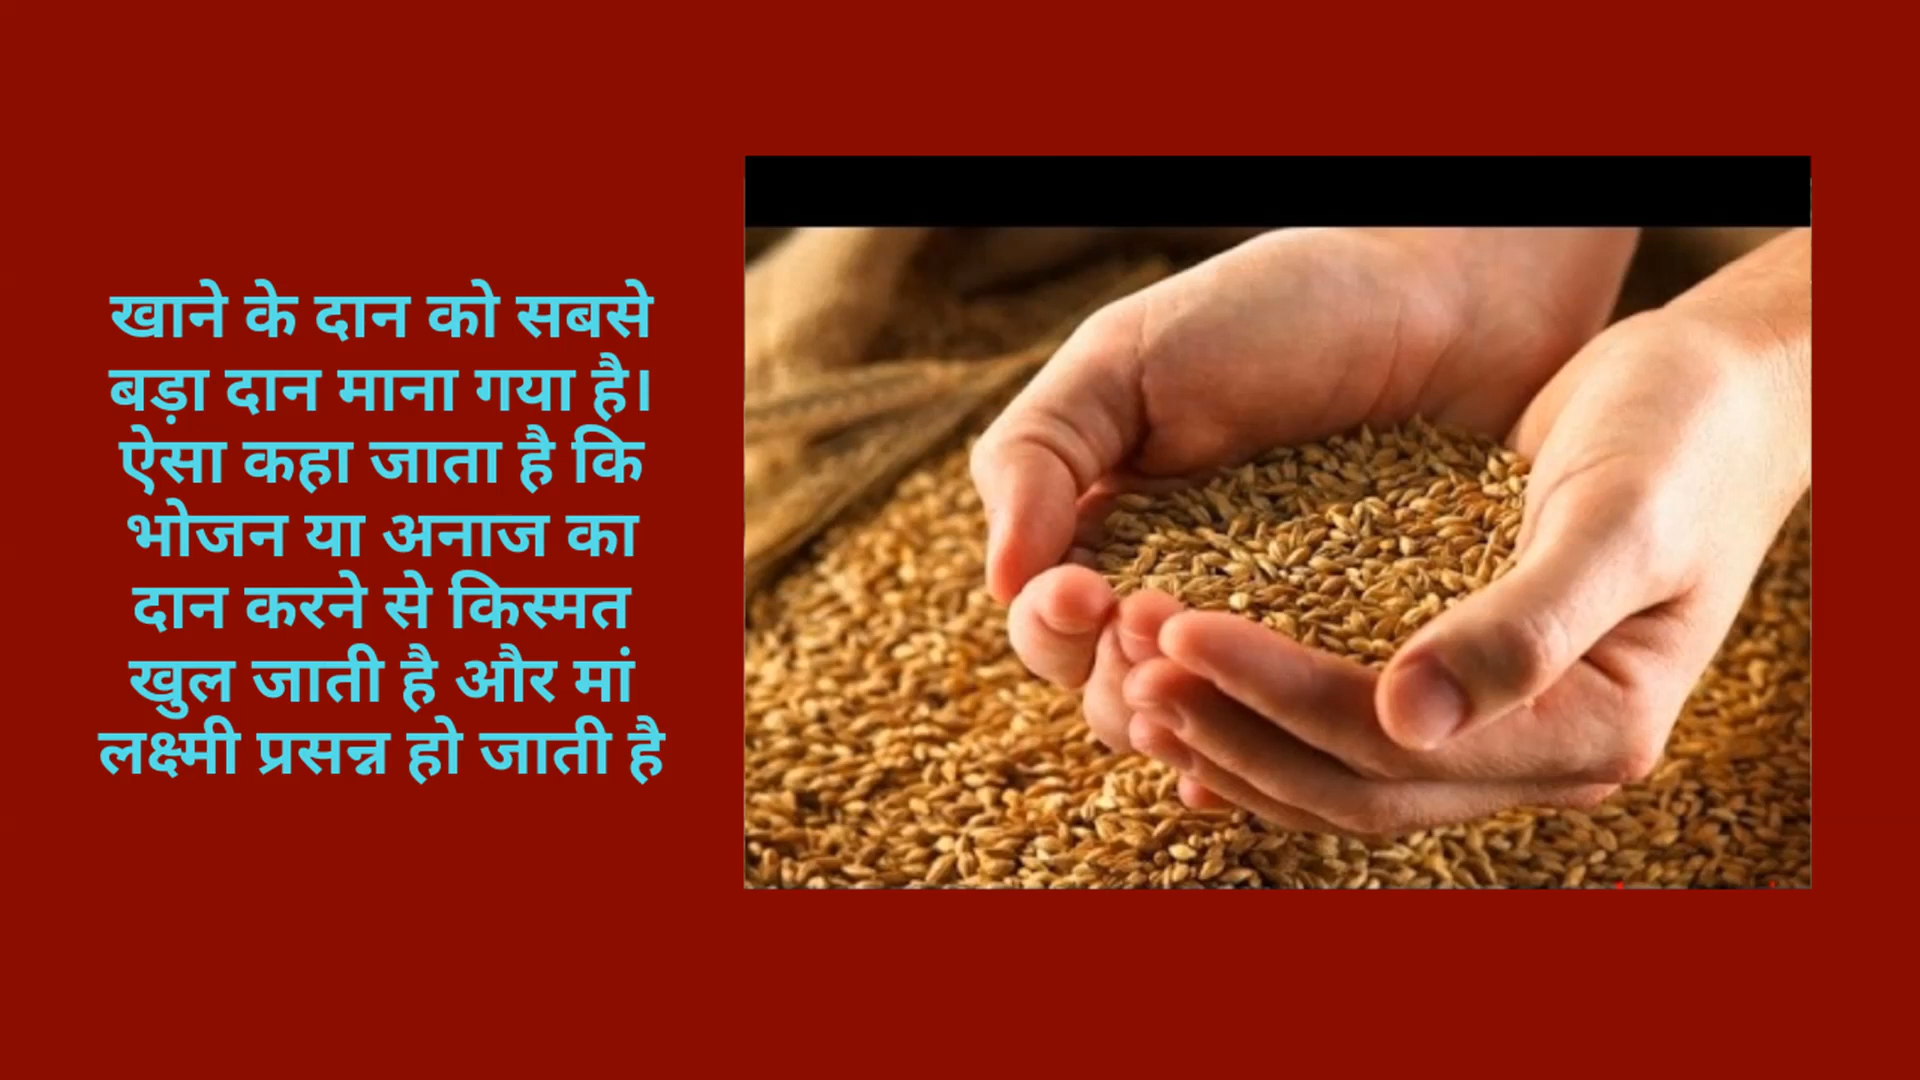 खाने के दान को सबसे
बड़ा दान माना गया है।
ऐसा कहा जाता है कि
भोजन या अनाज का
दान करने से किस्मत
खुल जाती है और मां
लक्ष्मी प्रसन्न हो जाती है